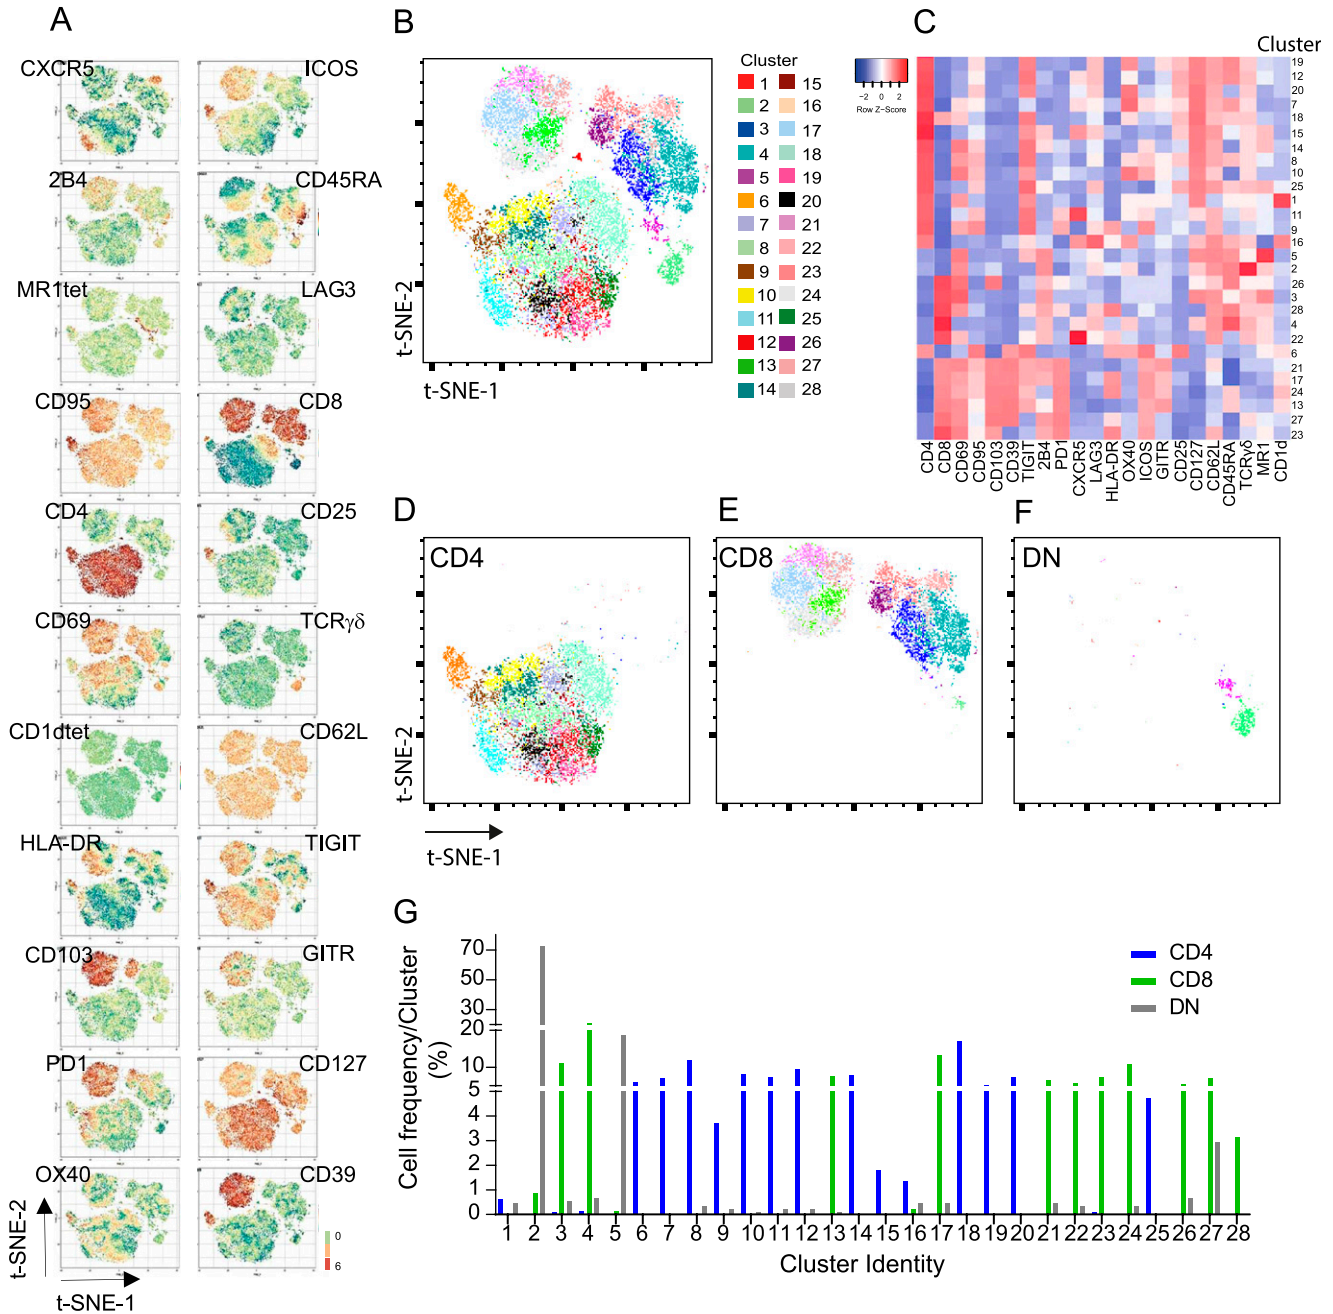 A
CXCR5
ICOS
2B4
CD45RA
MR1tet
LAG3
CD95
CD8
CD4
CD25
CD69
TCRγδ
CD1dtet
CD62L
HLA-DR
TIGIT
CD103
GITR
PD1
CD127
OX40
CD39
t-SNE-2
t-SNE-1
0
6
B
t-SNE-2
t-SNE-1
Cluster
1 15
2 16
3 17
4 18
5 19
6 20
7 21
8 22
9 23
10 24
11 25
12 26
13 27
14 28
C
Cluster
−2 0 2
Row Z−Score
19
12
20
7
18
15
14
8
10
25
1
11
9
16
5
2
26
3
28
4
22
6
21
17
24
13
27
23
CD4
CD8
CD69
CD95
CD103
CD39
TIGIT
2B4
PD1
CXCR5
LAG3
HLA-DR
OX40
ICOS
GITR
CD25
CD127
CD62L
CD45RA
TCRγδ
MR1
CD1d
D
CD4
t-SNE-2
t-SNE-1
E
CD8
F
DN
G
Cell frequency/Cluster
(%)
70
50
30
20
10
5
5
4
3
2
1
0
CD4
CD8
DN
1 2 3 4 5 6 7 8 9 10 11 12 13 14 15 16 17 18 19 20 21 22 23 24 25 26 27 28
Cluster Identity